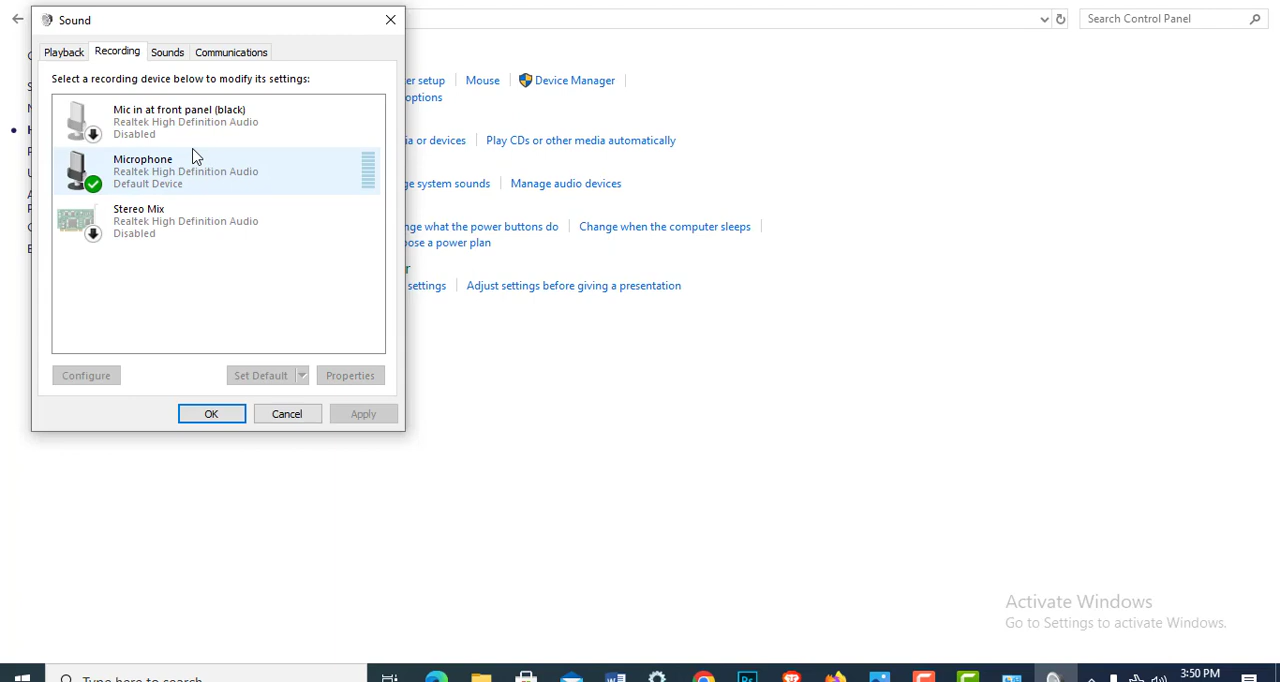 Sound
Search Control Panel
Playback
Recording
Sounds
Communications
Select a recording device below to modify its settings:
Mic in at front panel (black)
Realtek High Definition Audio
Disabled
Microphone
Realtek High Definition Audio
Default Device
Stereo Mix
Realtek High Definition Audio
Disabled
Configure
Set Default
Properties
OK
Cancel
Apply
er setup
Mouse
Device Manager
options
ia or devices
Play CDs or other media automatically
ge system sounds
Manage audio devices
nge what the power buttons do
Change when the computer sleeps
oose a power plan
r
settings
Adjust settings before giving a presentation
Activate Windows
Go to Settings to activate Windows.
Type here to search
3:50 PM